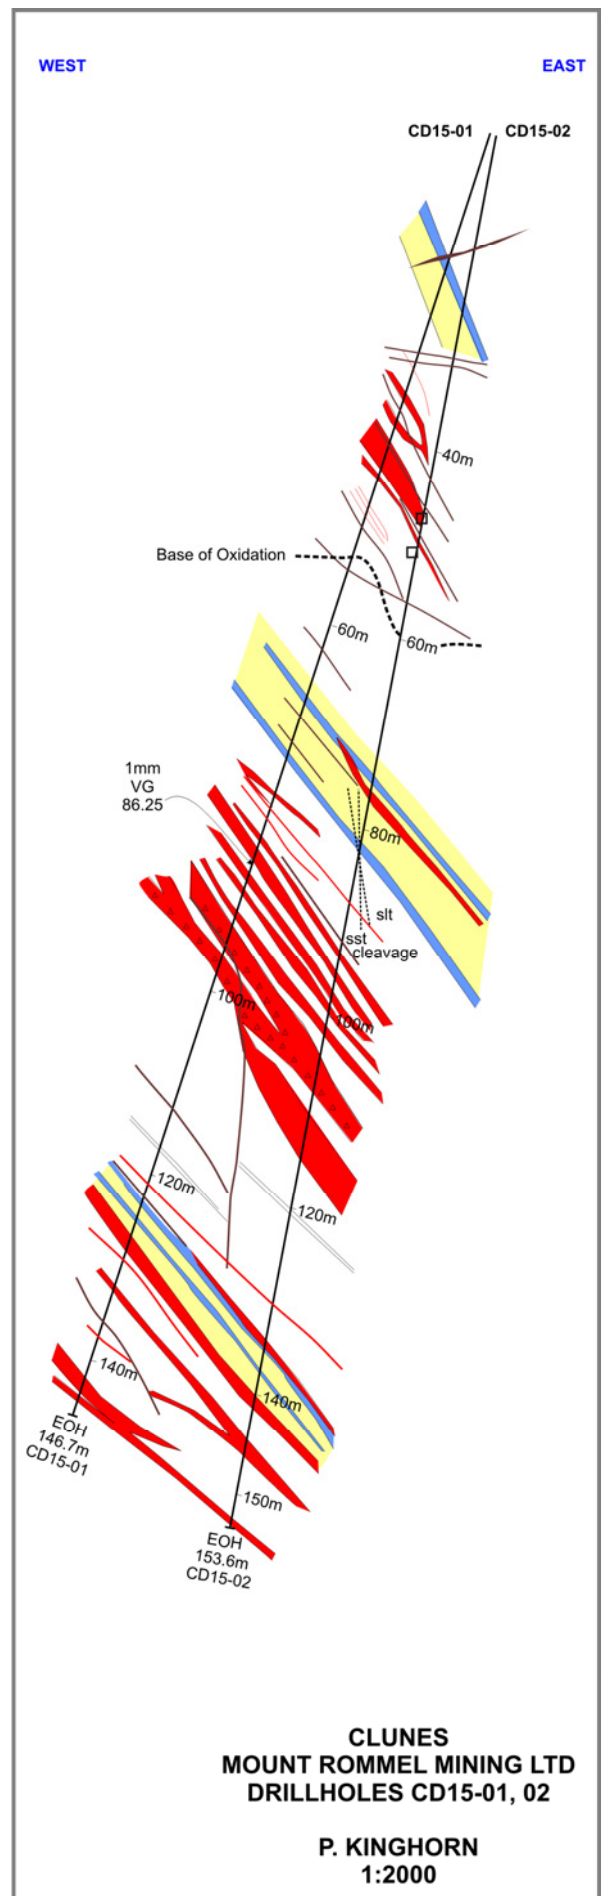 WEST
EAST
CD15-01
CD15-02
40m
Base of Oxidation
60m
60m
1mm
VG
86.25
80m
slt
sst
cleavage
100m
100m
120m
120m
140m
140m
EOH
146.7m
CD15-01
150m
EOH
153.6m
CD15-02
CLUNES
MOUNT ROMMEL MINING LTD
DRILLHOLES CD15-01, 02
P. KINGHORN
1:2000